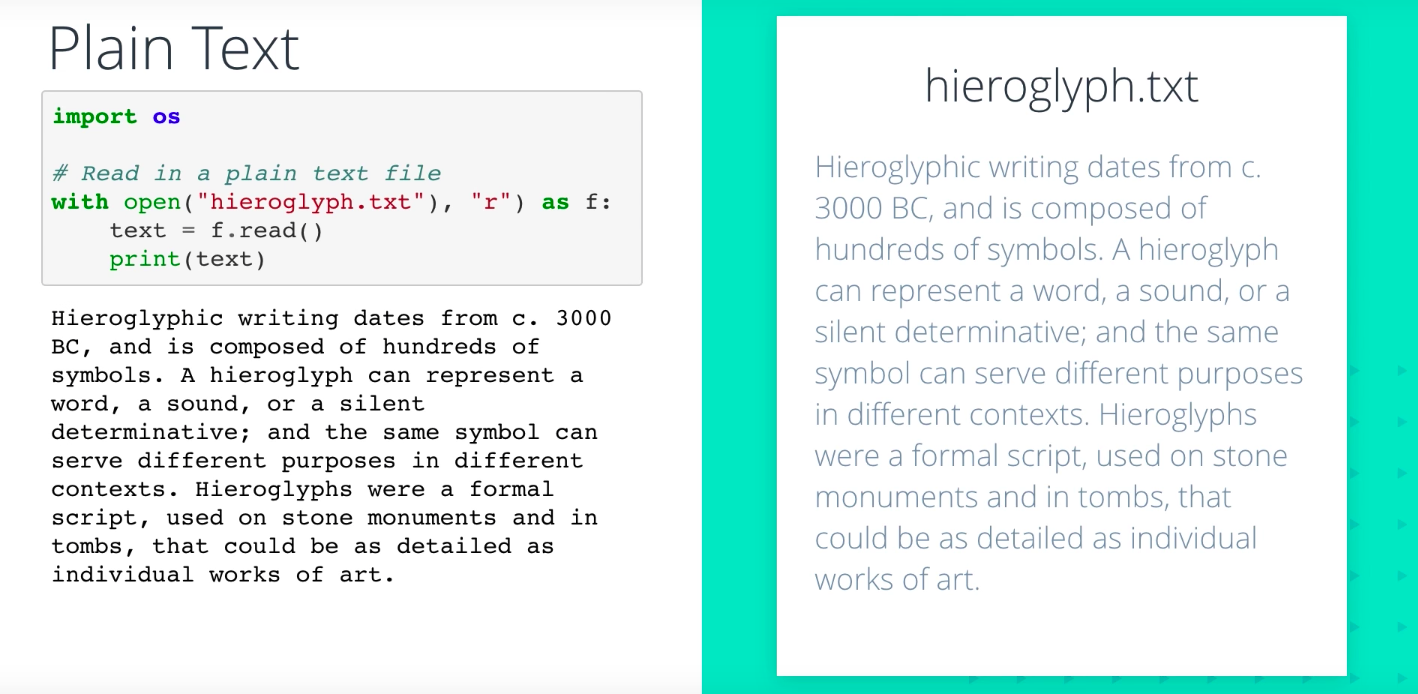 Plain Text
import os
# Read in a plain text file
with open("hieroglyph.txt"), "r") as f:
    text = f.read()
    print(text)
Hieroglyphic writing dates from c. 3000
BC, and is composed of hundreds of
symbols. A hieroglyph can represent a
word, a sound, or a silent
determinative; and the same symbol can
serve different purposes in different
contexts. Hieroglyphs were a formal
script, used on stone monuments and in
tombs, that could be as detailed as
individual works of art.
hieroglyph.txt
Hieroglyphic writing dates from c.
3000 BC, and is composed of
hundreds of symbols. A hieroglyph
can represent a word, a sound, or a
silent determinative; and the same
symbol can serve different purposes
in different contexts. Hieroglyphs
were a formal script, used on stone
monuments and in tombs, that
could be as detailed as individual
works of art.